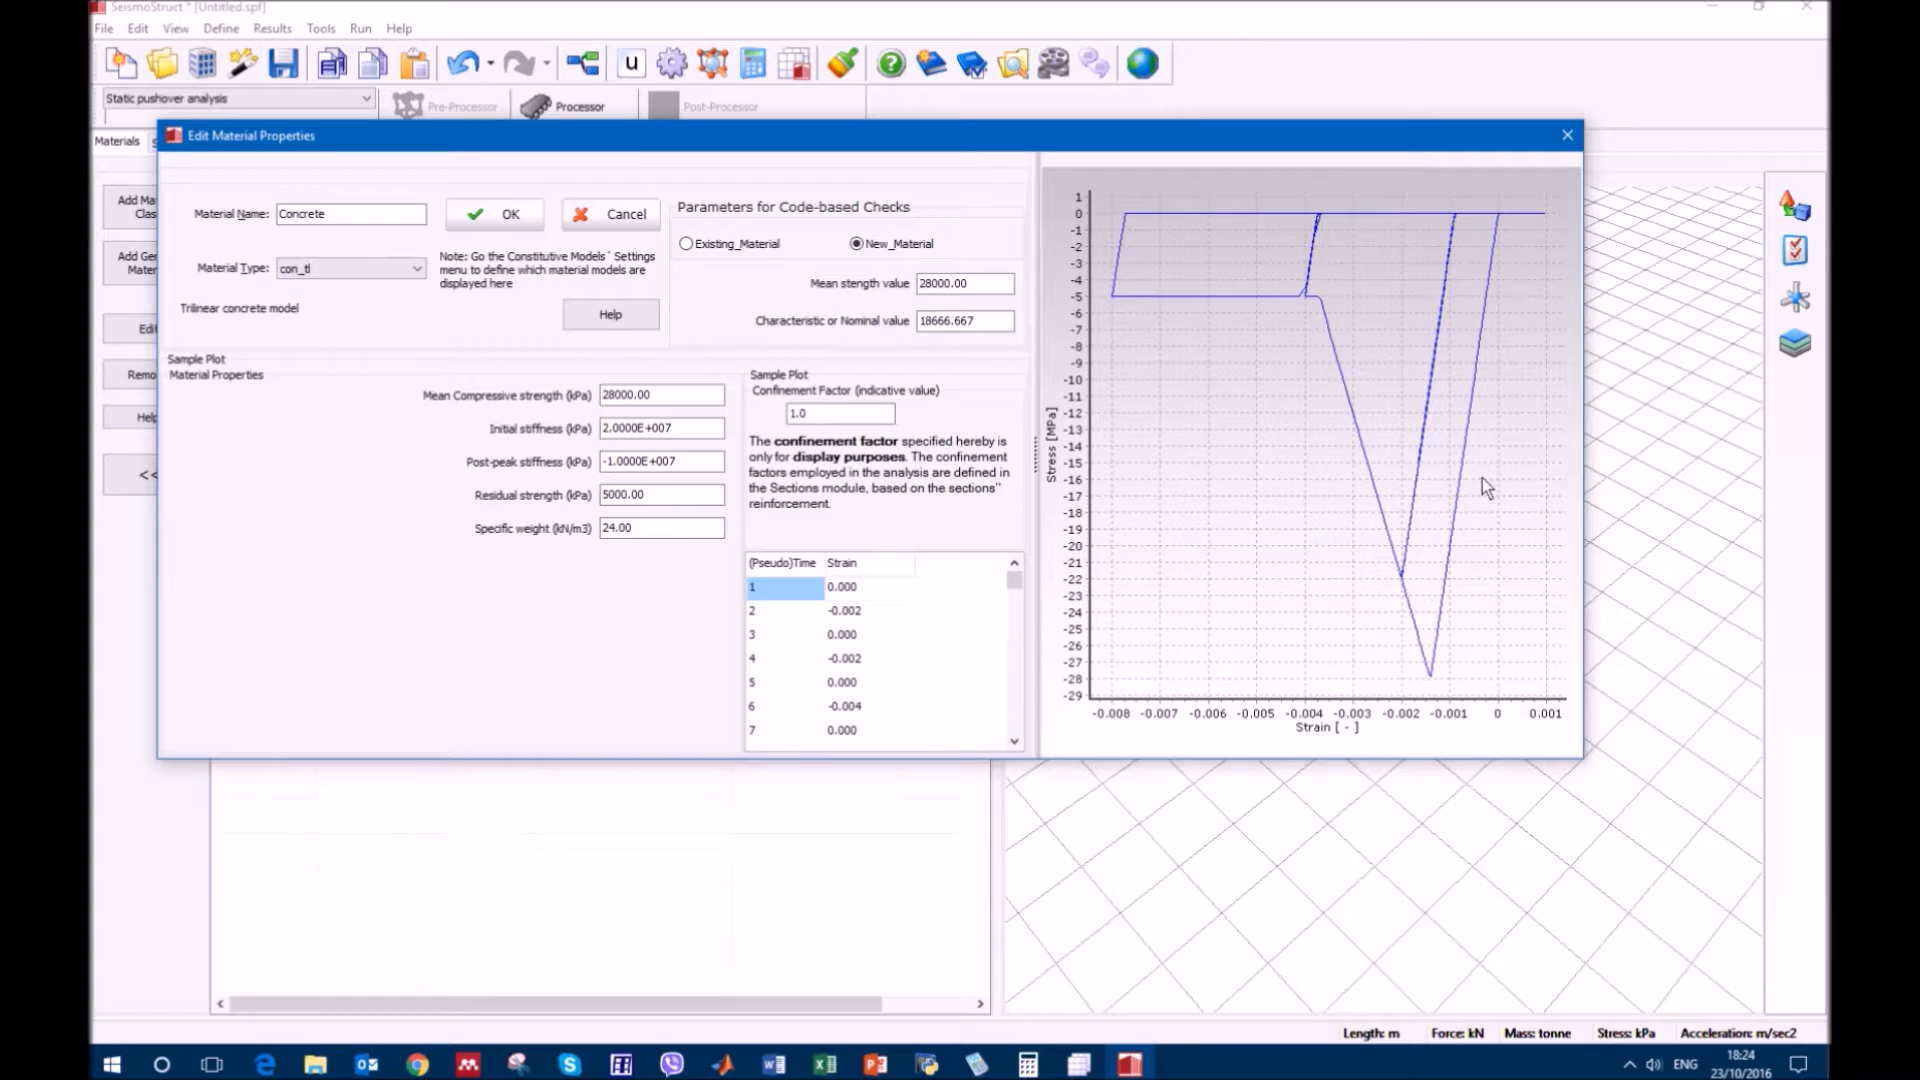 SeismoStruct * [Untitled.spf]
File Edit View Define Results Tools Run Help
u
Static pushover analysis
Pre-Processor
Processor
Post-Processor
Materials
Edit Material Properties
Add Ma
Clas
Add Ge
Mater
Edit
Remo
Help
<<
Material Name: Concrete
OK
Cancel
Material Type: con_tl
Note: Go the Constitutive Models` Settings
menu to define which material models are
displayed here
Trilinear concrete model
Help
Parameters for Code-based Checks
Existing_Material
New_Material
Mean stength value 28000.00
Characteristic or Nominal value 18666.667
Sample Plot
Material Properties
Mean Compressive strength (kPa) 28000.00
Initial stiffness (kPa) 2.0000E+007
Post-peak stiffness (kPa) -1.0000E+007
Residual strength (kPa) 5000.00
Specific weight (kN/m3) 24.00
Sample Plot
Confinement Factor (indicative value)
1.0
The confinement factor specified hereby is
only for display purposes. The confinement
factors employed in the analysis are defined in
the Sections module, based on the sections''
reinforcement.
(Pseudo)Time Strain
1 0.000
2 -0.002
3 0.000
4 -0.002
5 0.000
6 -0.004
7 0.000
Stress [MPa]
1
0
-1
-2
-3
-4
-5
-6
-7
-8
-9
-10
-11
-12
-13
-14
-15
-16
-17
-18
-19
-20
-21
-22
-23
-24
-25
-26
-27
-28
-29
-0.008 -0.007 -0.006 -0.005 -0.004 -0.003 -0.002 -0.001 0 0.001
Strain [ - ]
Length: m Force: kN Mass: tonne Stress: kPa Acceleration: m/sec2
ENG
18:24
23/10/2016